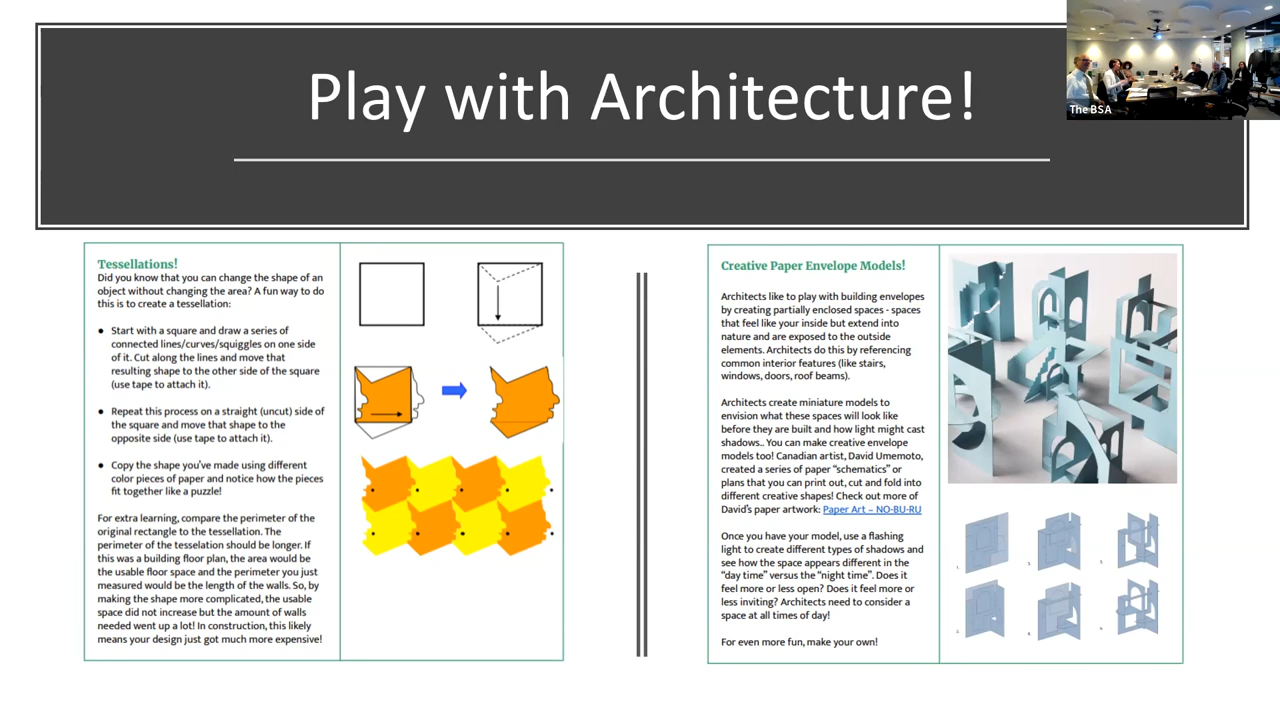 Play with Architecture!
The BSA
Tessellations!
Did you know that you can change the shape of an
object without changing the area? A fun way to do
this is to create a tessellation:
● Start with a square and draw a series of
connected lines/curves/squiggles on one side
of it. Cut along the lines and move that
resulting shape to the other side of the square
(use tape to attach it).
● Repeat this process on a straight (uncut) side of
the square and move that shape to the
opposite side (use tape to attach it).
● Copy the shape you've made using different
color pieces of paper and notice how the pieces
fit together like a puzzle!
For extra learning, compare the perimeter of the
original rectangle to the tessellation. The
perimeter of the tesselation should be longer. If
this was a building floor plan, the area would be
the usable floor space and the perimeter you just
measured would be the length of the walls. So, by
making the shape more complicated, the usable
space did not increase but the amount of walls
needed went up a lot! In construction, this likely
means your design just got much more expensive!
Creative Paper Envelope Models!
Architects like to play with building envelopes
by creating partially enclosed spaces - spaces
that feel like your inside but extend into
nature and are exposed to the outside
elements. Architects do this by referencing
common interior features (like stairs,
windows, doors, roof beams).
Architects create miniature models to
envision what these spaces will look like
before they are built and how light might cast
shadows.. You can make creative envelope
models too! Canadian artist, David Umemoto,
created a series of paper “schematics” or
plans that you can print out, cut and fold into
different creative shapes! Check out more of
David's paper artwork: Paper Art – NO-BU-RU
Once you have your model, use a flashing
light to create different types of shadows and
see how the space appears different in the
“day time” versus the “night time”. Does it
feel more or less open? Does it feel more or
less inviting? Architects need to consider a
space at all times of day!
For even more fun, make your own!